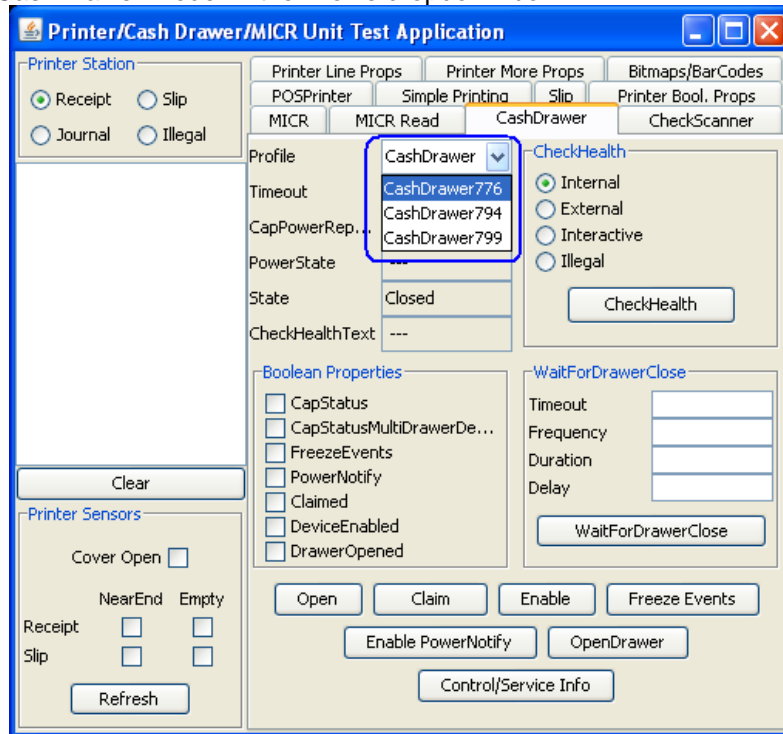 Printer/Cash Drawer/MICR Unit Test Application
Printer Station
Receipt Slip
Journal Illegal
Printer Line Props Printer More Props Bitmaps/BarCodes
POSPrinter Simple Printing Slip Printer Bool. Props
MICR MICR Read CashDrawer CheckScanner
Profile CashDrawer
CashDrawer776
CashDrawer794
CashDrawer799
Timeout
CapPowerRep...
PowerState ---
State Closed
CheckHealthText ---
CheckHealth
Internal
External
Interactive
Illegal
CheckHealth
Boolean Properties
CapStatus
CapStatusMultiDrawerDe...
FreezeEvents
PowerNotify
Claimed
DeviceEnabled
DrawerOpened
WaitForDrawerClose
Timeout
Frequency
Duration
Delay
WaitForDrawerClose
Clear
Printer Sensors
Cover Open
NearEnd Empty
Receipt
Slip
Refresh
Open Claim Enable Freeze Events
Enable PowerNotify OpenDrawer
Control/Service Info